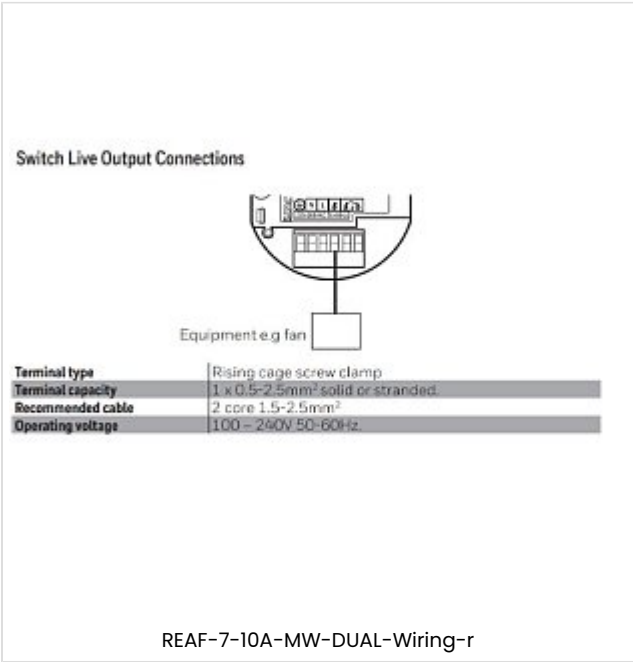 Switch Live Output Connections
Equipment e.g fan
Terminal type Rising cage screw clamp
Terminal capacity 1 x 0.5-2.5mm² solid or stranded.
Recommended cable 2 core 1.5-2.5mm²
Operating voltage 100 – 240V 50-60Hz.
REAF-7-10A-MW-DUAL-Wiring-r